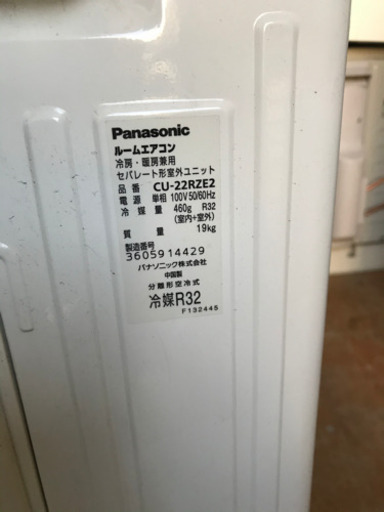 Panasonic
ルームエアコン
冷房・暖房兼用
セパレート形室外ユニット
品番 CU-22RZE2
電源 単相 100V 50/60Hz
冷媒量 460g R32
(室内+室外)
質量 19kg
製造番号
3605914429
パナソニック株式会社
中国製
分離形空冷式
冷媒R32
F132445